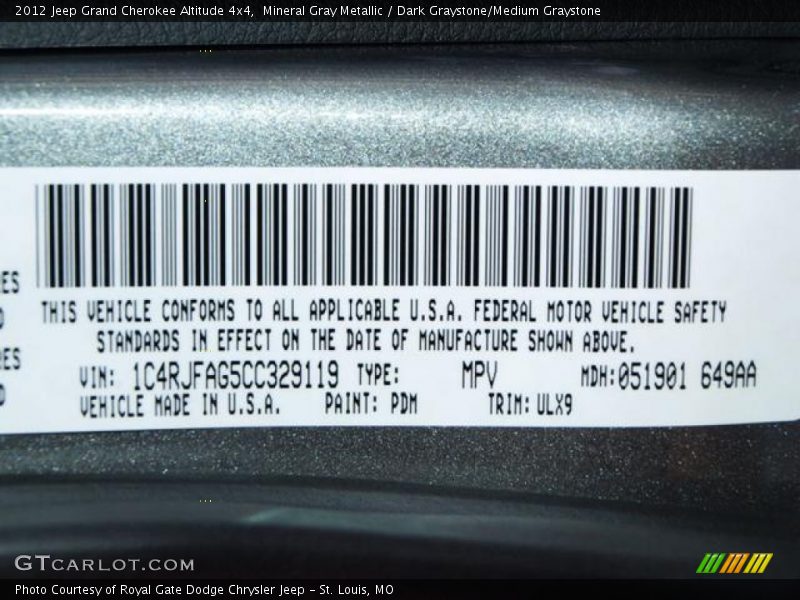 2012 Jeep Grand Cherokee Altitude 4x4,  Mineral Gray Metallic / Dark Graystone/Medium Graystone
THIS VEHICLE CONFORMS TO ALL APPLICABLE U.S.A. FEDERAL MOTOR VEHICLE SAFETY
STANDARDS IN EFFECT ON THE DATE OF MANUFACTURE SHOWN ABOVE.
VIN: 1C4RJFAG5CC329119 TYPE: MPV MDH:051901 649AA
VEHICLE MADE IN U.S.A. PAINT: PDM TRIM: ULX9
GTCARLOT.COM
Photo Courtesy of Royal Gate Dodge Chrysler Jeep – St. Louis, MO